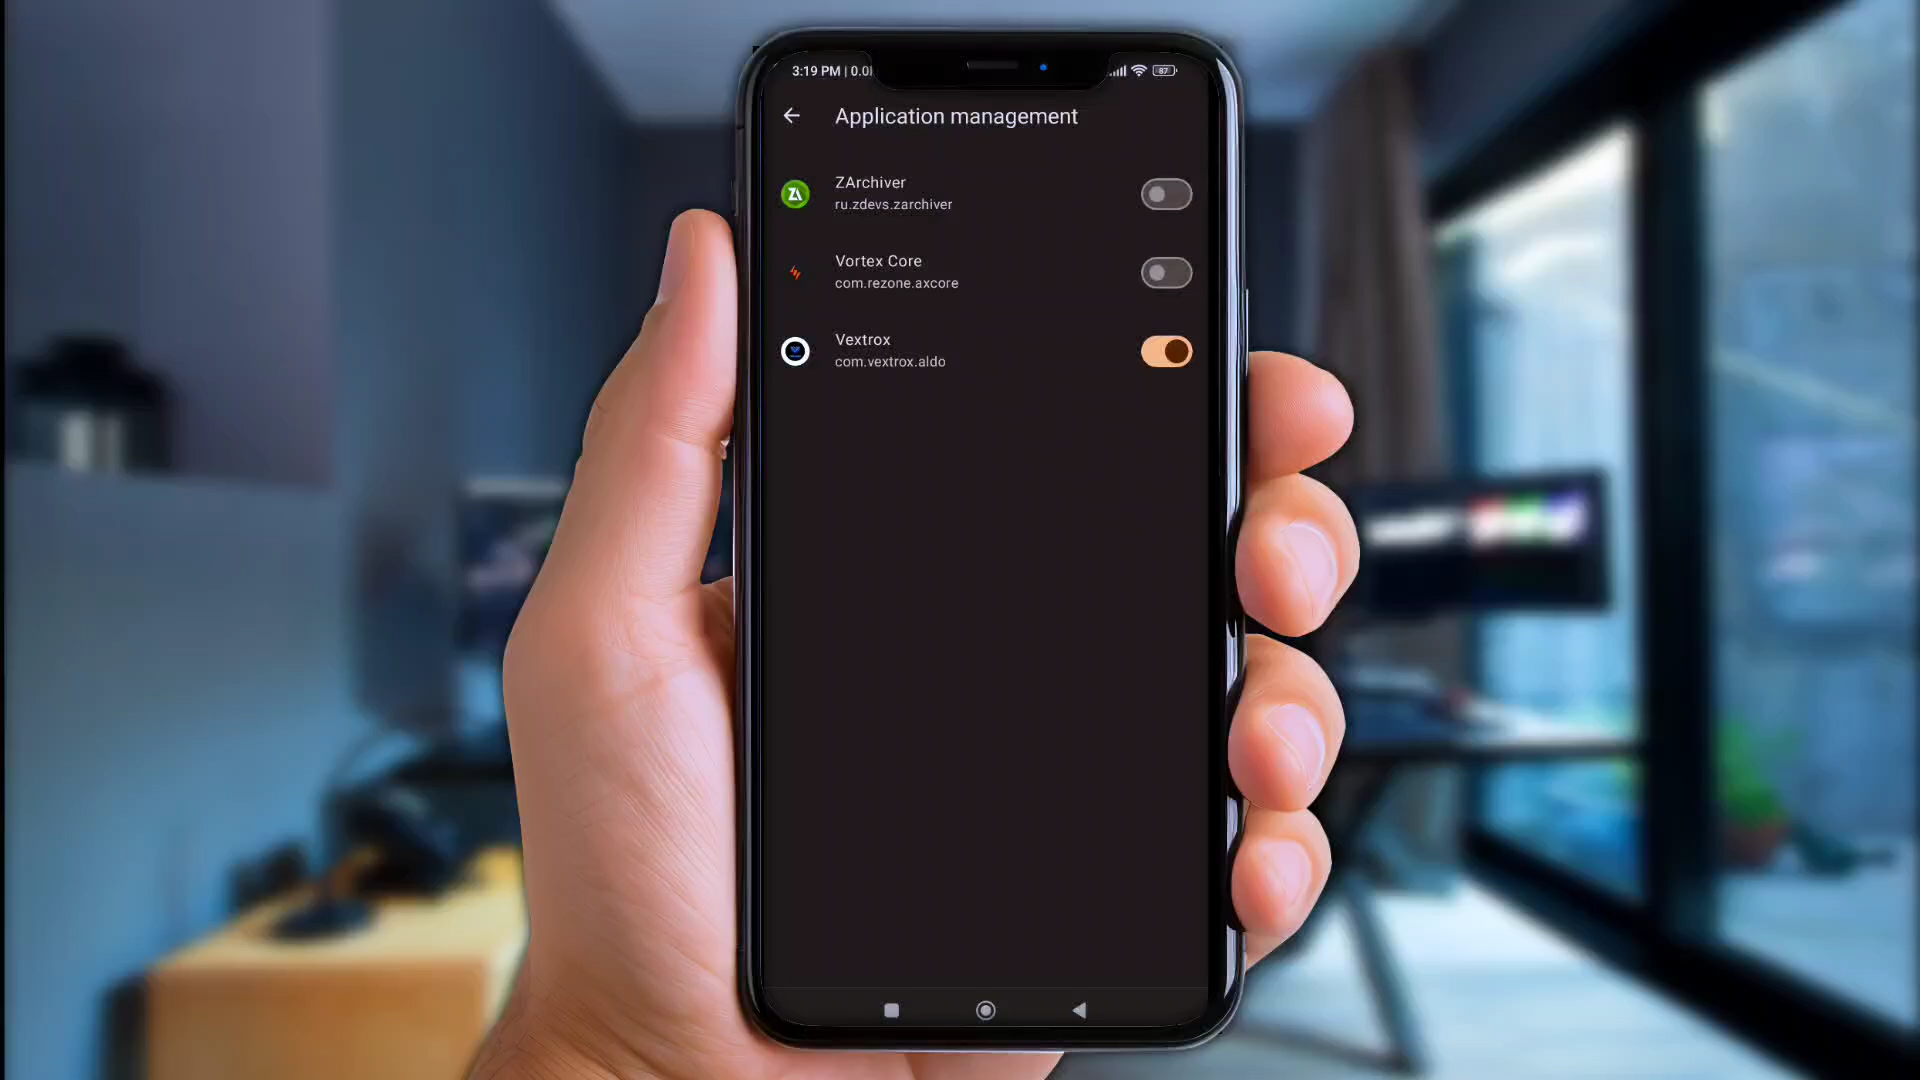 3:19 PM | 0.0
87
Application management
ZArchiver
ru.zdevs.zarchiver
Vortex Core
com.rezone.axcore
Vextrox
com.vextrox.aldo